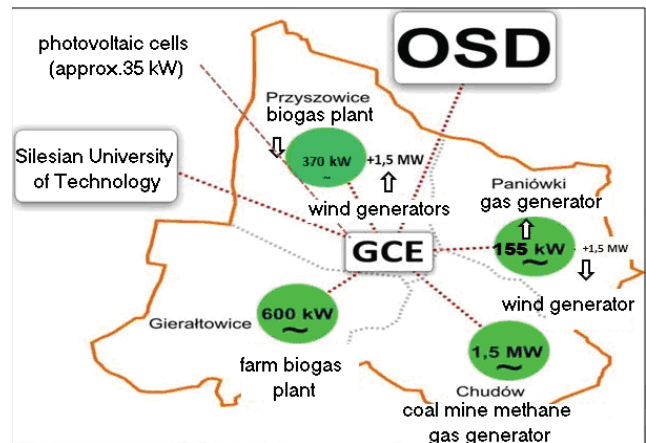 photovoltaic cells
(approx.35 kW)
OSD
Przyszowice
biogas plant
370 kW
~
+1,5 MW
wind generators
Silesian University
of Technology
Paniówki
gas generator
155 kW
~
+1,5 MW
wind generator
GCE
Gierałtowice
600 kW
~
farm biogas
plant
1,5 MW
~
Chudów
coal mine methane
gas generator